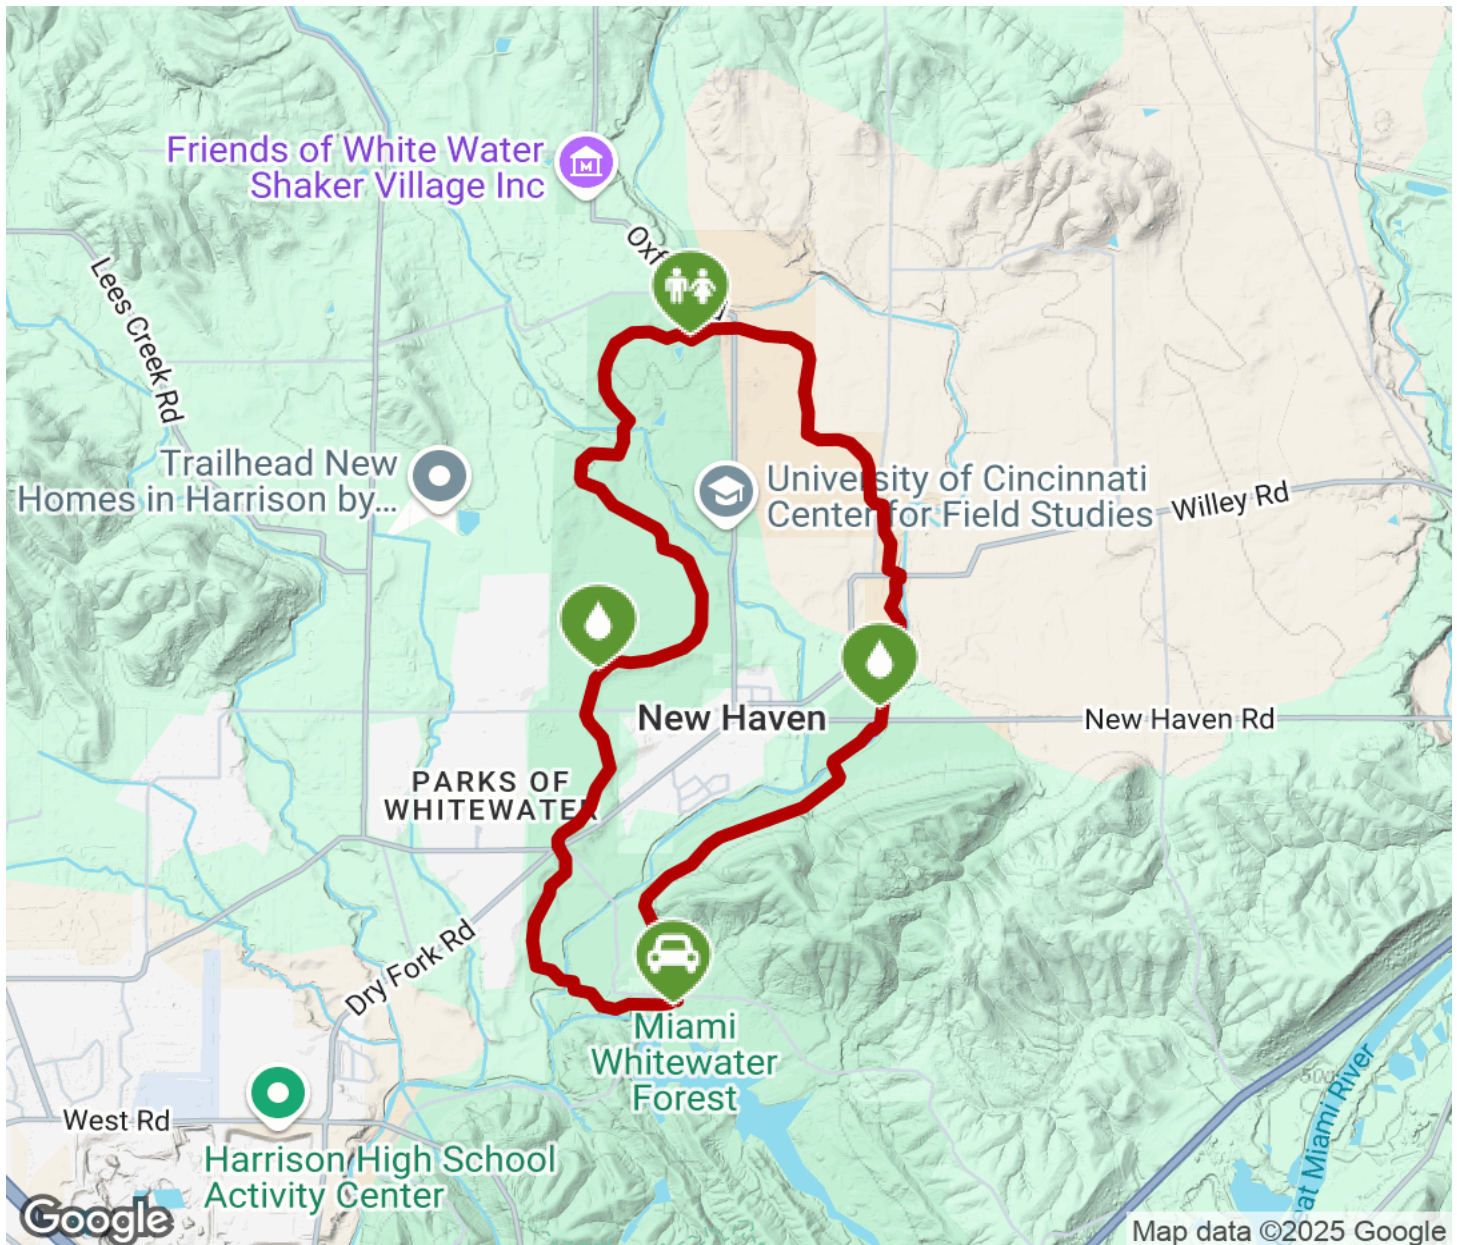 Friends of White Water
Shaker Village Inc
Lees Creek Rd
Trailhead New
Homes in Harrison by...
University of Cincinnati
Center for Field Studies
Willey Rd
New Haven
New Haven Rd
PARKS OF
WHITEWATER
Dry Fork Rd
Miami
Whitewater
Forest
West Rd
Harrison High School
Activity Center
Miami River
Google
Map data ©2025 Google